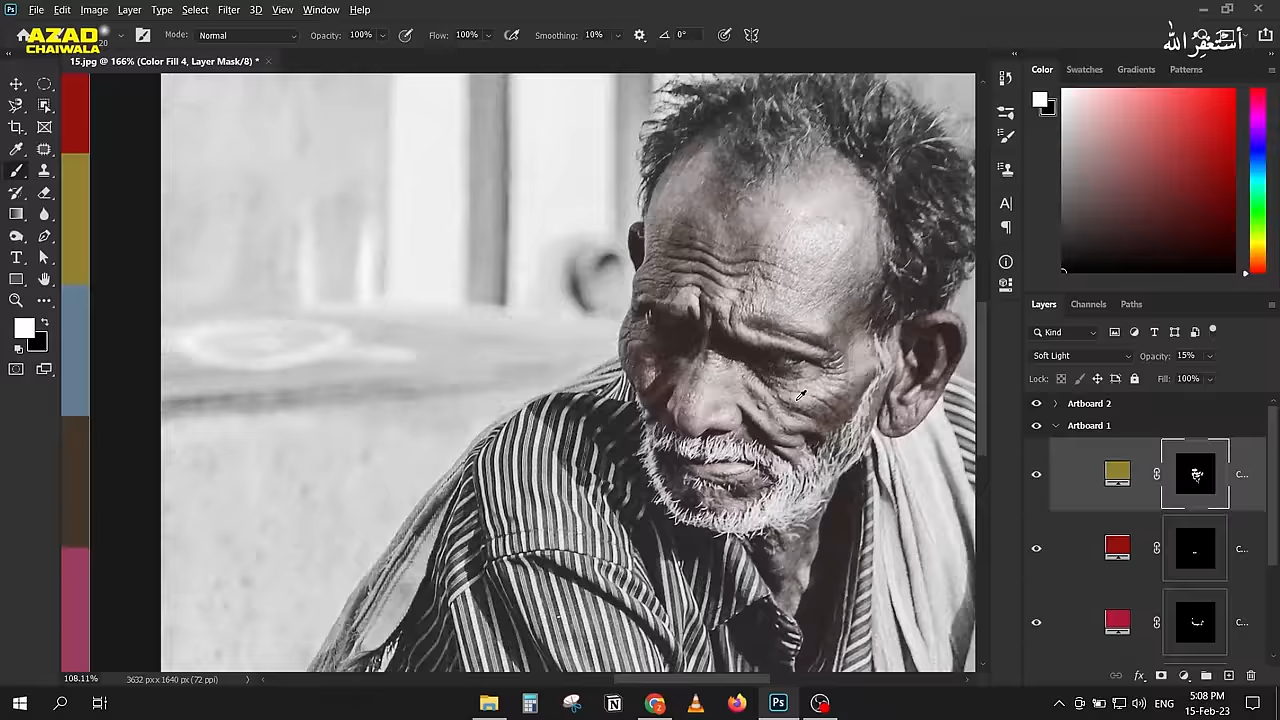 Ps File Edit Image Layer Type Select Filter 3D View Window Help
AZAD
CHAIWALA
20 Mode: Normal Opacity: 100% Flow: 100% Smoothing: 10% 0°
أستغفر الله
15.jpg @ 166% (Color Fill 4, Layer Mask/8) *
Color Swatches Gradients Patterns
Layers Channels Paths
Kind
Soft Light Opacity: 15%
Lock: Fill: 100%
Artboard 2
Artboard 1
C...
C...
C...
108.11% 3632 px x 1640 px (72 ppi)
5:08 PM
ENG
15-Feb-23